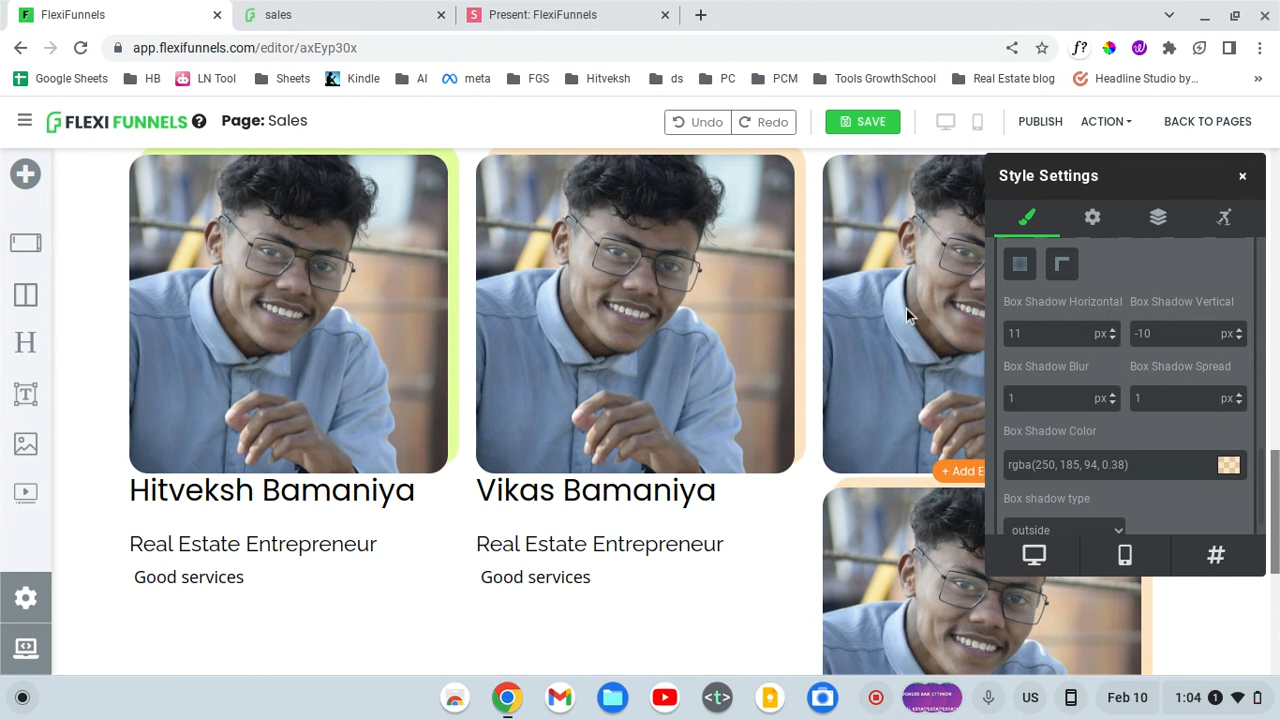 FlexiFunnels
sales
Present: FlexiFunnels
app.flexifunnels.com/editor/axEyp30x
Google Sheets HB LN Tool Sheets Kindle AI meta FGS Hitveksh ds PC PCM Tools GrowthSchool Real Estate blog Headline Studio by... »
FLEXI FUNNELS Page: Sales Undo Redo SAVE PUBLISH ACTION BACK TO PAGES
Style Settings
Box Shadow Horizontal Box Shadow Vertical
11 px -10 px
Box Shadow Blur Box Shadow Spread
1 px 1 px
Box Shadow Color
rgba(250, 185, 94, 0.38)
Box shadow type
outside
+ Add E
Hitveksh Bamaniya
Real Estate Entrepreneur
Good services
Vikas Bamaniya
Real Estate Entrepreneur
Good services
US Feb 10 1:04 1